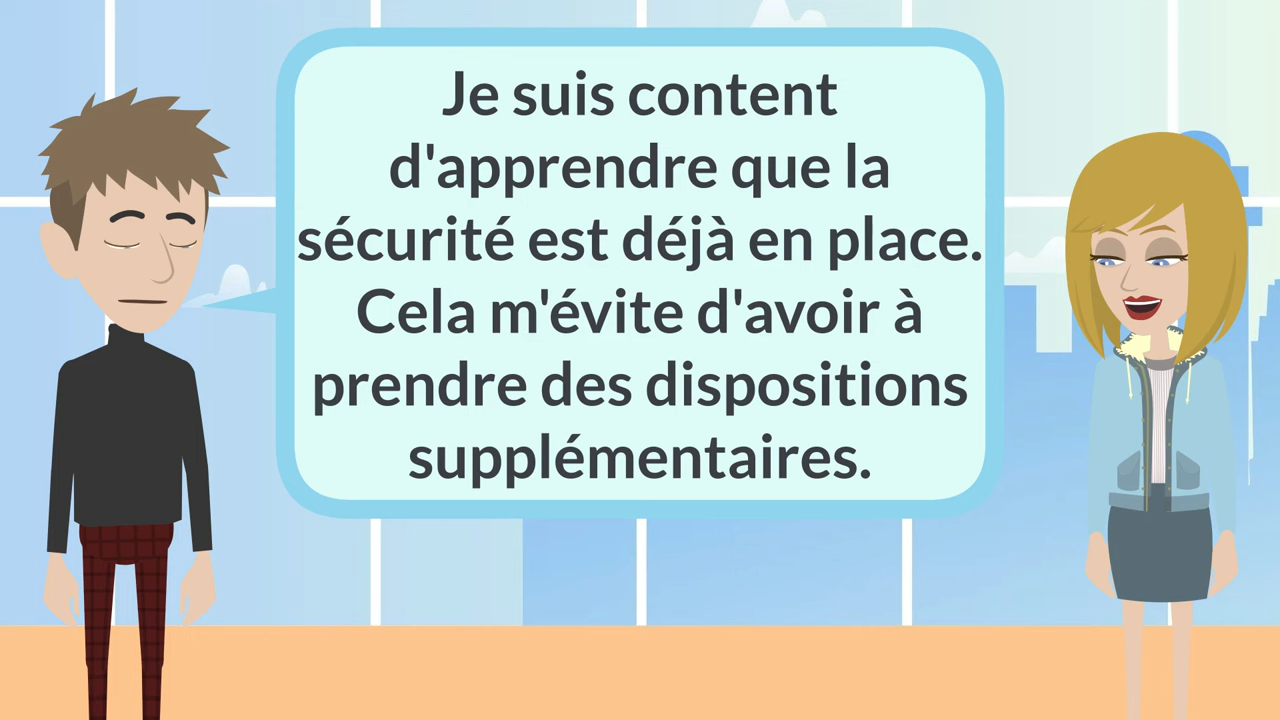 Je suis content
d'apprendre que la
sécurité est déjà en place.
Cela m'évite d'avoir à
prendre des dispositions
supplémentaires.